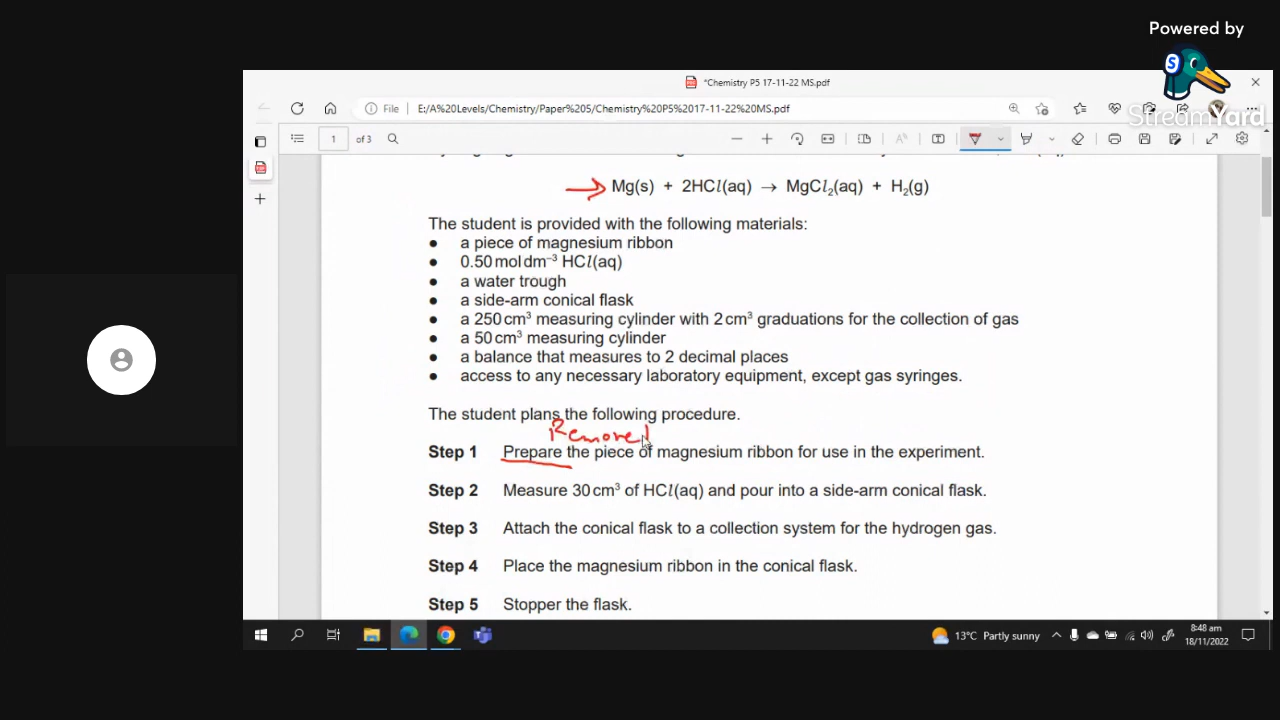 Powered by
StreamYard
*Chemistry P5 17-11-22 MS.pdf
File E:/A%20Levels/Chemistry/Paper%205/Chemistry%20P5%2017-11-22%20MS.pdf
1 of 3
Mg(s) + 2HCl(aq) → MgCl₂(aq) + H₂(g)
The student is provided with the following materials:
● a piece of magnesium ribbon
● 0.50 mol dm⁻³ HCl(aq)
● a water trough
● a side-arm conical flask
● a 250 cm³ measuring cylinder with 2 cm³ graduations for the collection of gas
● a 50 cm³ measuring cylinder
● a balance that measures to 2 decimal places
● access to any necessary laboratory equipment, except gas syringes.
The student plans the following procedure.
Remove
Step 1 Prepare the piece of magnesium ribbon for use in the experiment.
Step 2 Measure 30 cm³ of HCl(aq) and pour into a side-arm conical flask.
Step 3 Attach the conical flask to a collection system for the hydrogen gas.
Step 4 Place the magnesium ribbon in the conical flask.
Step 5 Stopper the flask.
13°C Partly sunny
8:48 am
18/11/2022